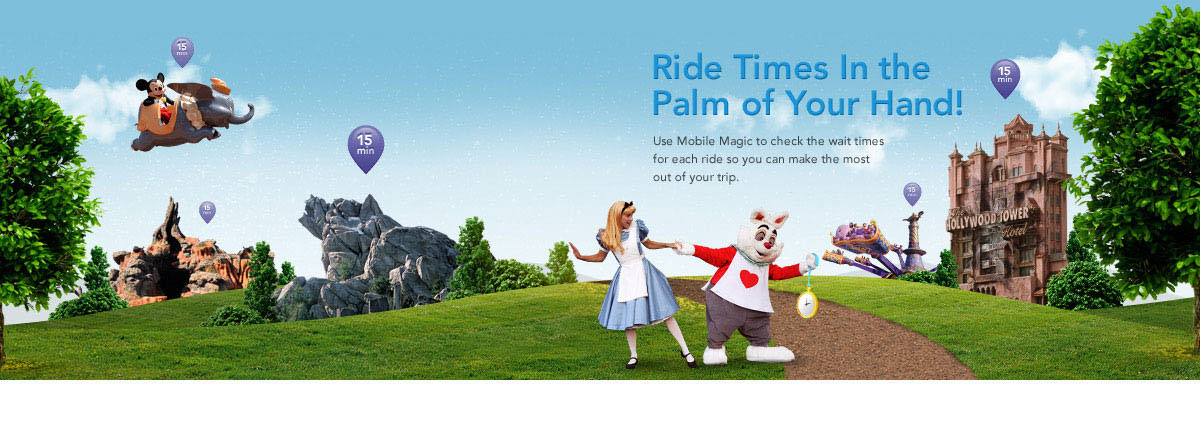 15
min
Ride Times In the
Palm of Your Hand!
15
min
Use Mobile Magic to check the wait times
for each ride so you can make the most
out of your trip.
15
min
15
min
15
min
The
HOLLYWOOD TOWER
Hotel